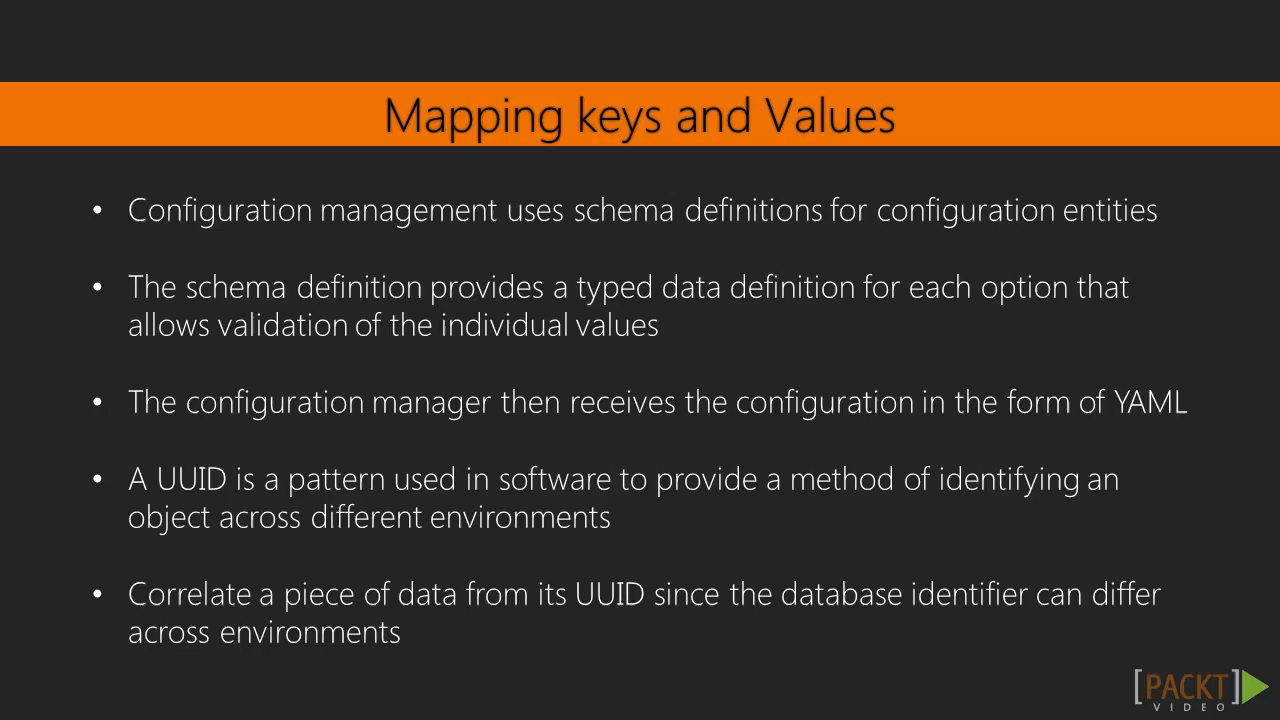 Mapping keys and Values
• Configuration management uses schema definitions for configuration entities
• The schema definition provides a typed data definition for each option that
allows validation of the individual values
• The configuration manager then receives the configuration in the form of YAML
• A UUID is a pattern used in software to provide a method of identifying an
object across different environments
• Correlate a piece of data from its UUID since the database identifier can differ
across environments
[PACKT]
VIDEO